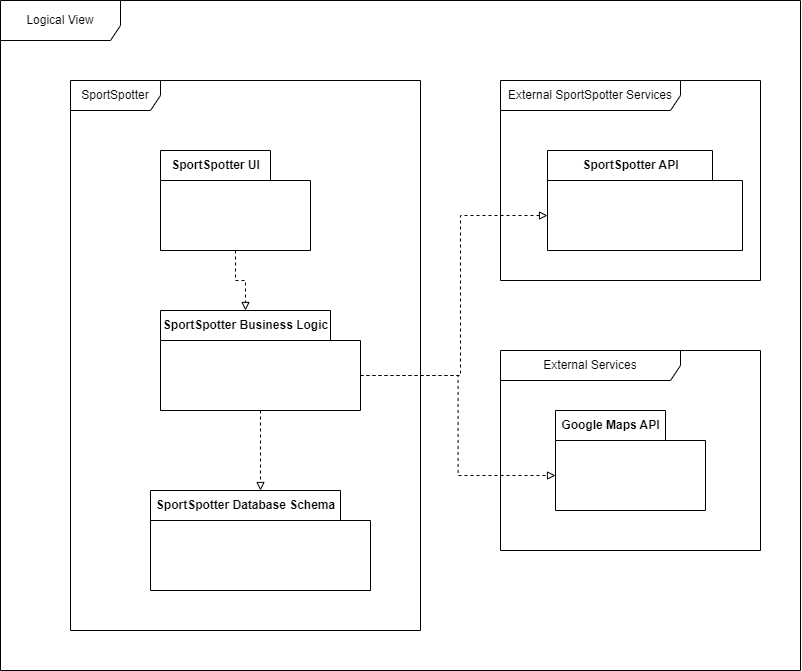 Logical View
SportSpotter
SportSpotter UI
SportSpotter Business Logic
SportSpotter Database Schema
External SportSpotter Services
SportSpotter API
External Services
Google Maps API